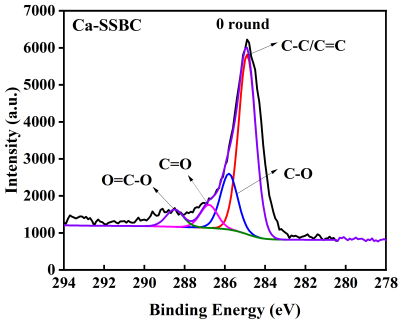 Ca-SSBC
0 round
C-C/C=C
C=O
O=C-O
C-O
Intensity (a.u.)
7000
6000
5000
4000
3000
2000
1000
0
294 292 290 288 286 284 282 280 278
Binding Energy (eV)